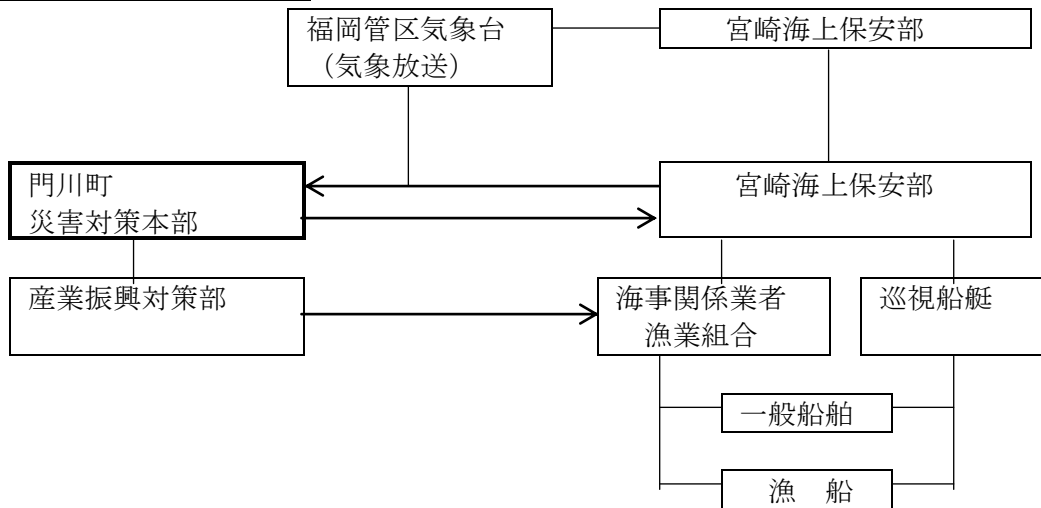 福岡管区気象台
(気象放送)
宮崎海上保安部
門川町
災害対策本部
宮崎海上保安部
産業振興対策部
海事関係業者
漁業組合
巡視船艇
一般船舶
漁　船